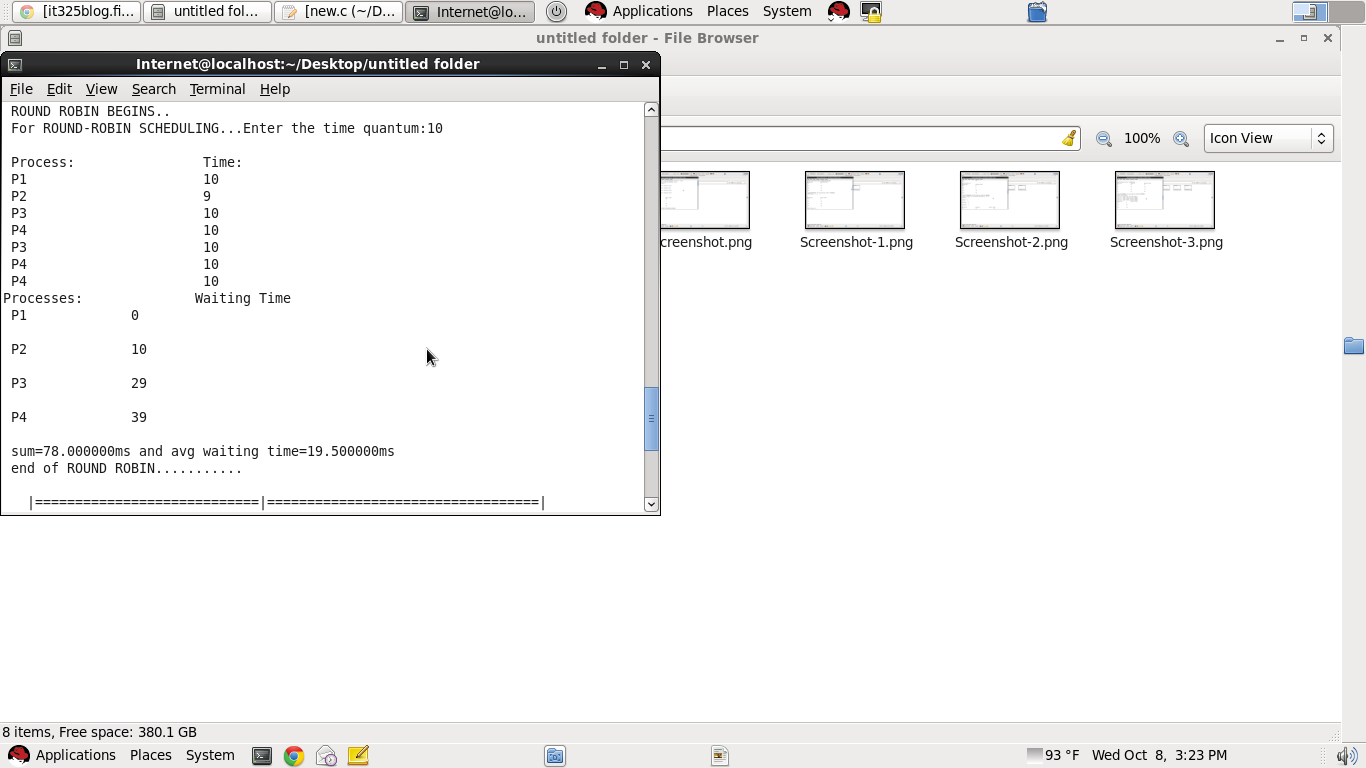 [it325blog.fi... untitled fol... [new.c (~/D... Internet@lo... Applications Places System
untitled folder - File Browser
Internet@localhost:~/Desktop/untitled folder
File Edit View Search Terminal Help
ROUND ROBIN BEGINS..
For ROUND-ROBIN SCHEDULING...Enter the time quantum:10
Process: Time:
P1 10
P2 9
P3 10
P4 10
P3 10
P4 10
P4 10
Processes: Waiting Time
P1 0
P2 10
P3 29
P4 39
sum=78.000000ms and avg waiting time=19.500000ms
end of ROUND ROBIN...........
|============================|==================================|
100% Icon View
creenshot.png Screenshot-1.png Screenshot-2.png Screenshot-3.png
8 items, Free space: 380.1 GB
Applications Places System 93 °F Wed Oct 8, 3:23 PM